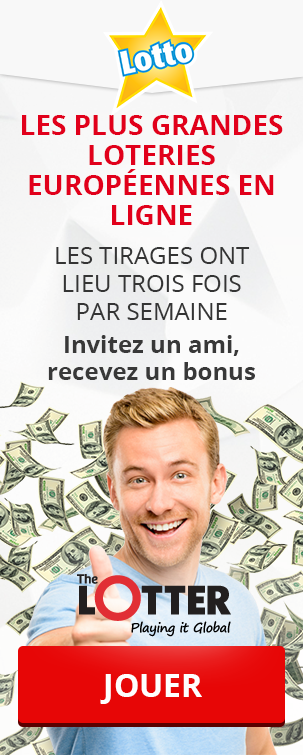 Lotto
LES PLUS GRANDES
LOTERIES
EUROPÉENNES EN
LIGNE
LES TIRAGES ONT
LIEU TROIS FOIS
PAR SEMAINE
Invitez un ami,
recevez un bonus
The
LOTTER
Playing it Global
JOUER